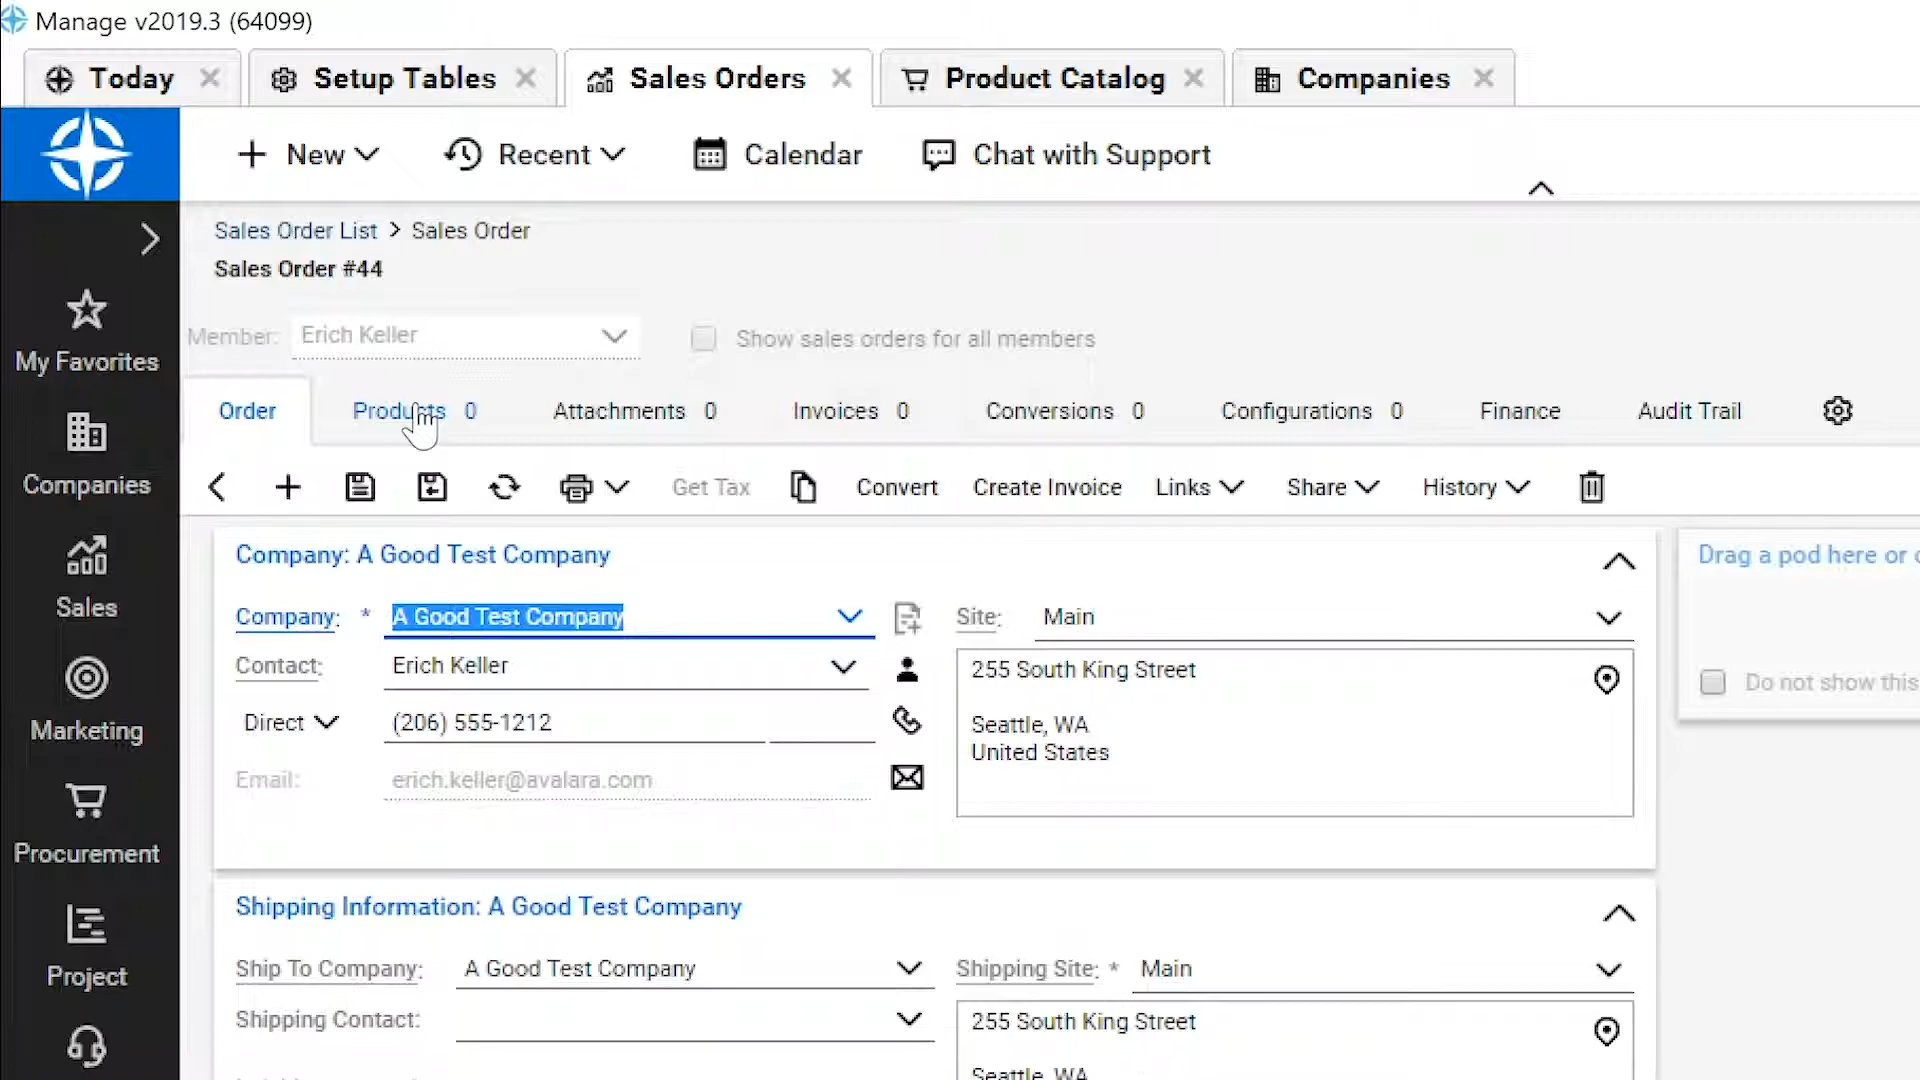 Manage v2019.3 (64099)
Today
Setup Tables
Sales Orders
Product Catalog
Companies
New
Recent
Calendar
Chat with Support
Sales Order List > Sales Order
Sales Order #44
Member: Erich Keller
Show sales orders for all members
Order
Products 0
Attachments 0
Invoices 0
Conversions 0
Configurations 0
Finance
Audit Trail
Get Tax
Convert
Create Invoice
Links
Share
History
My Favorites
Companies
Sales
Marketing
Procurement
Project
Company: A Good Test Company
Company: * A Good Test Company
Contact: Erich Keller
Direct (206) 555-1212
Email: erich.keller@avalara.com
Site: Main
255 South King Street
Seattle, WA
United States
Drag a pod here or
Do not show this
Shipping Information: A Good Test Company
Ship To Company: A Good Test Company
Shipping Contact:
Shipping Site: * Main
255 South King Street
Seattle, WA